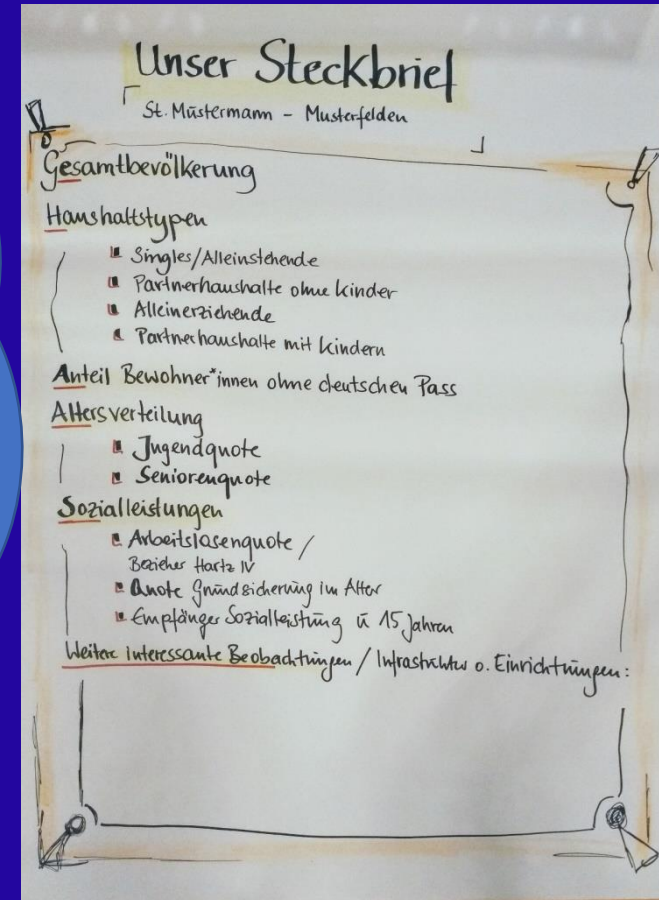 Unser Steckbrief
St. Mustermann - Musterfelden
Gesamtbevölkerung
Haushaltstypen
Singles/Alleinstehende
Partnerhaushalte ohne Kinder
Alleinerziehende
Partnerhaushalte mit Kindern
Anteil Bewohner*innen ohne deutschen Pass
Altersverteilung
Jugendquote
Seniorenquote
Sozialleistungen
Arbeitslosenquote /
Bezieher Hartz IV
Quote Grundsicherung im Alter
Empfänger Sozialleistung u 15 Jahren
Weitere interessante Beobachtungen / Infrastruktur o. Einrichtungen: